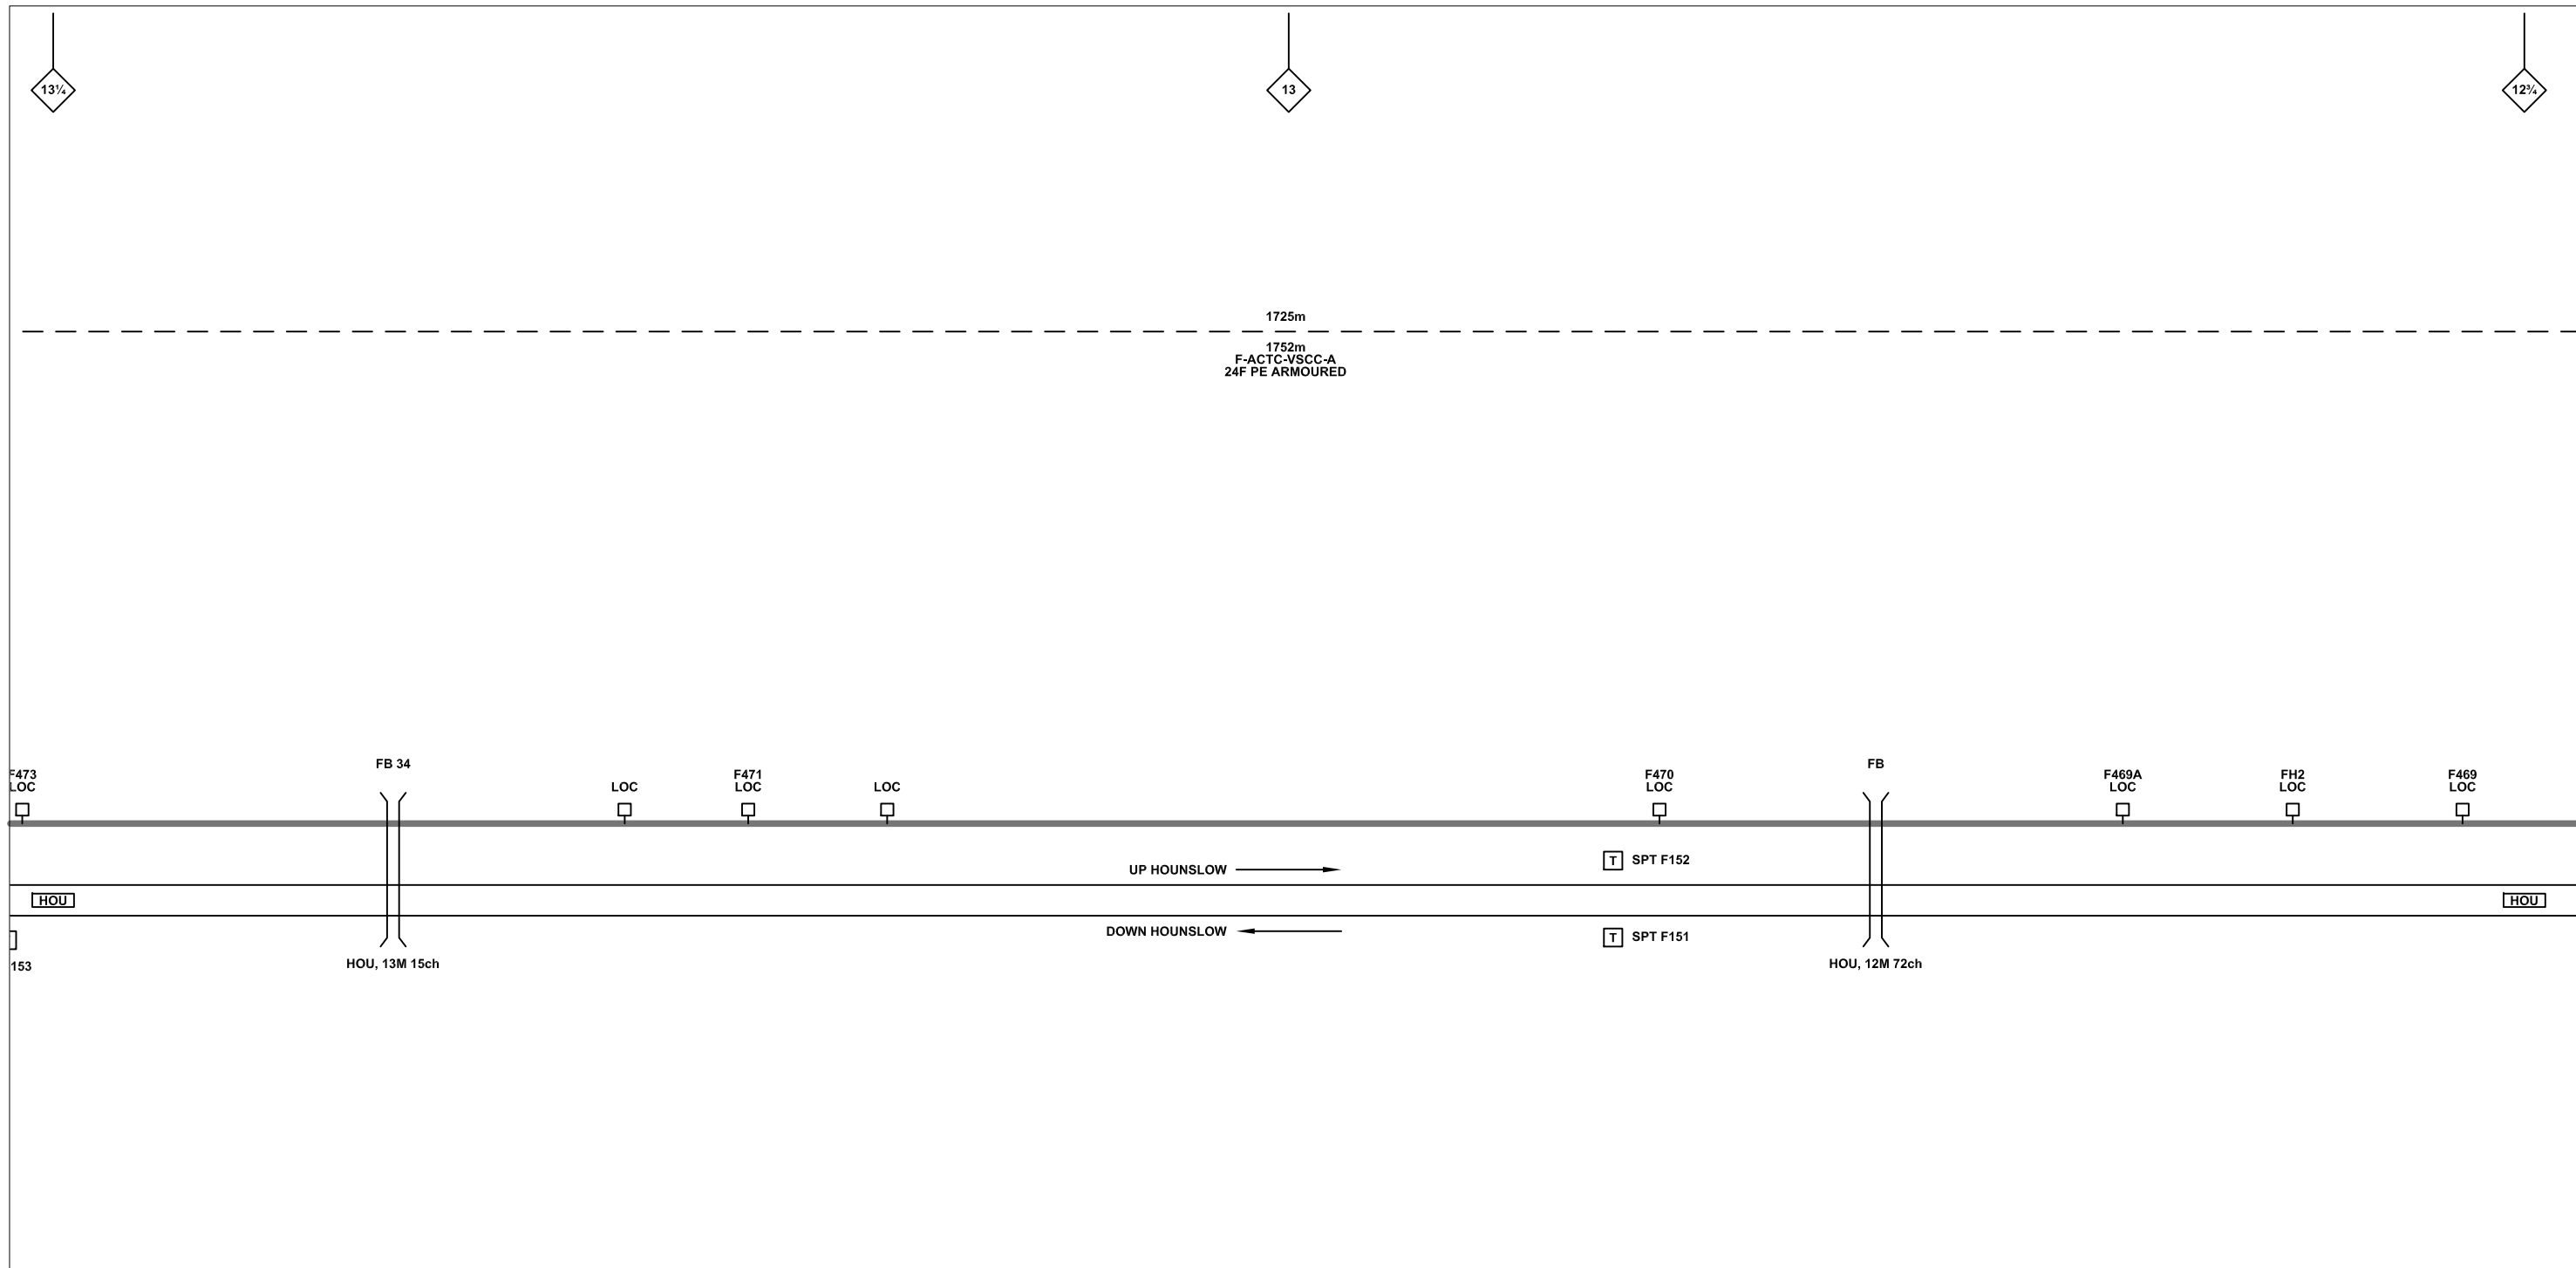 13¼
13
12¾
1725m
1752m
F-ACTC-VSCC-A
24F PE ARMOURED
F473
LOC
FB 34
LOC
F471
LOC
LOC
F470
LOC
FB
F469A
LOC
FH2
LOC
F469
LOC
UP HOUNSLOW
T SPT F152
HOU
HOU
DOWN HOUNSLOW
T SPT F151
153
HOU, 13M 15ch
HOU, 12M 72ch